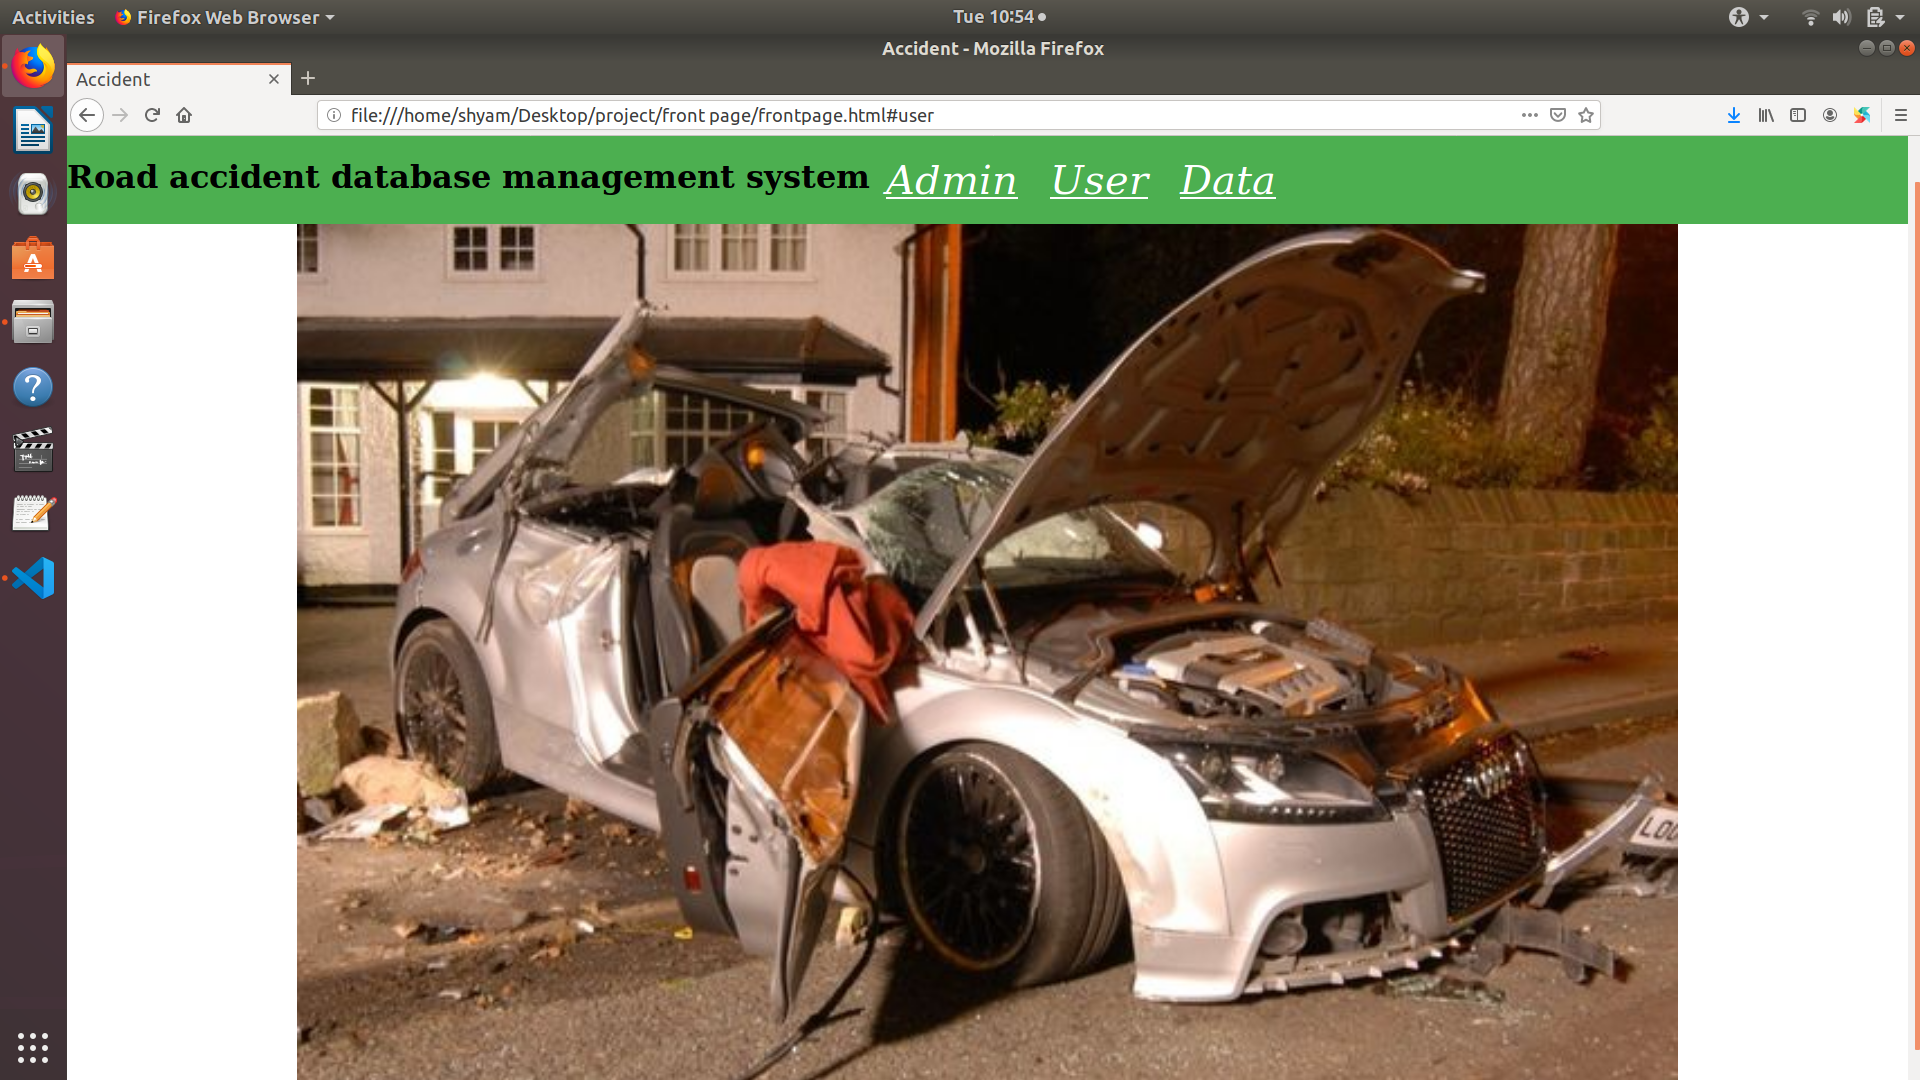 Activities Firefox Web Browser Tue 10:54
Accident - Mozilla Firefox
Accident
file:///home/shyam/Desktop/project/front page/frontpage.html#user
Road accident database management system Admin User Data